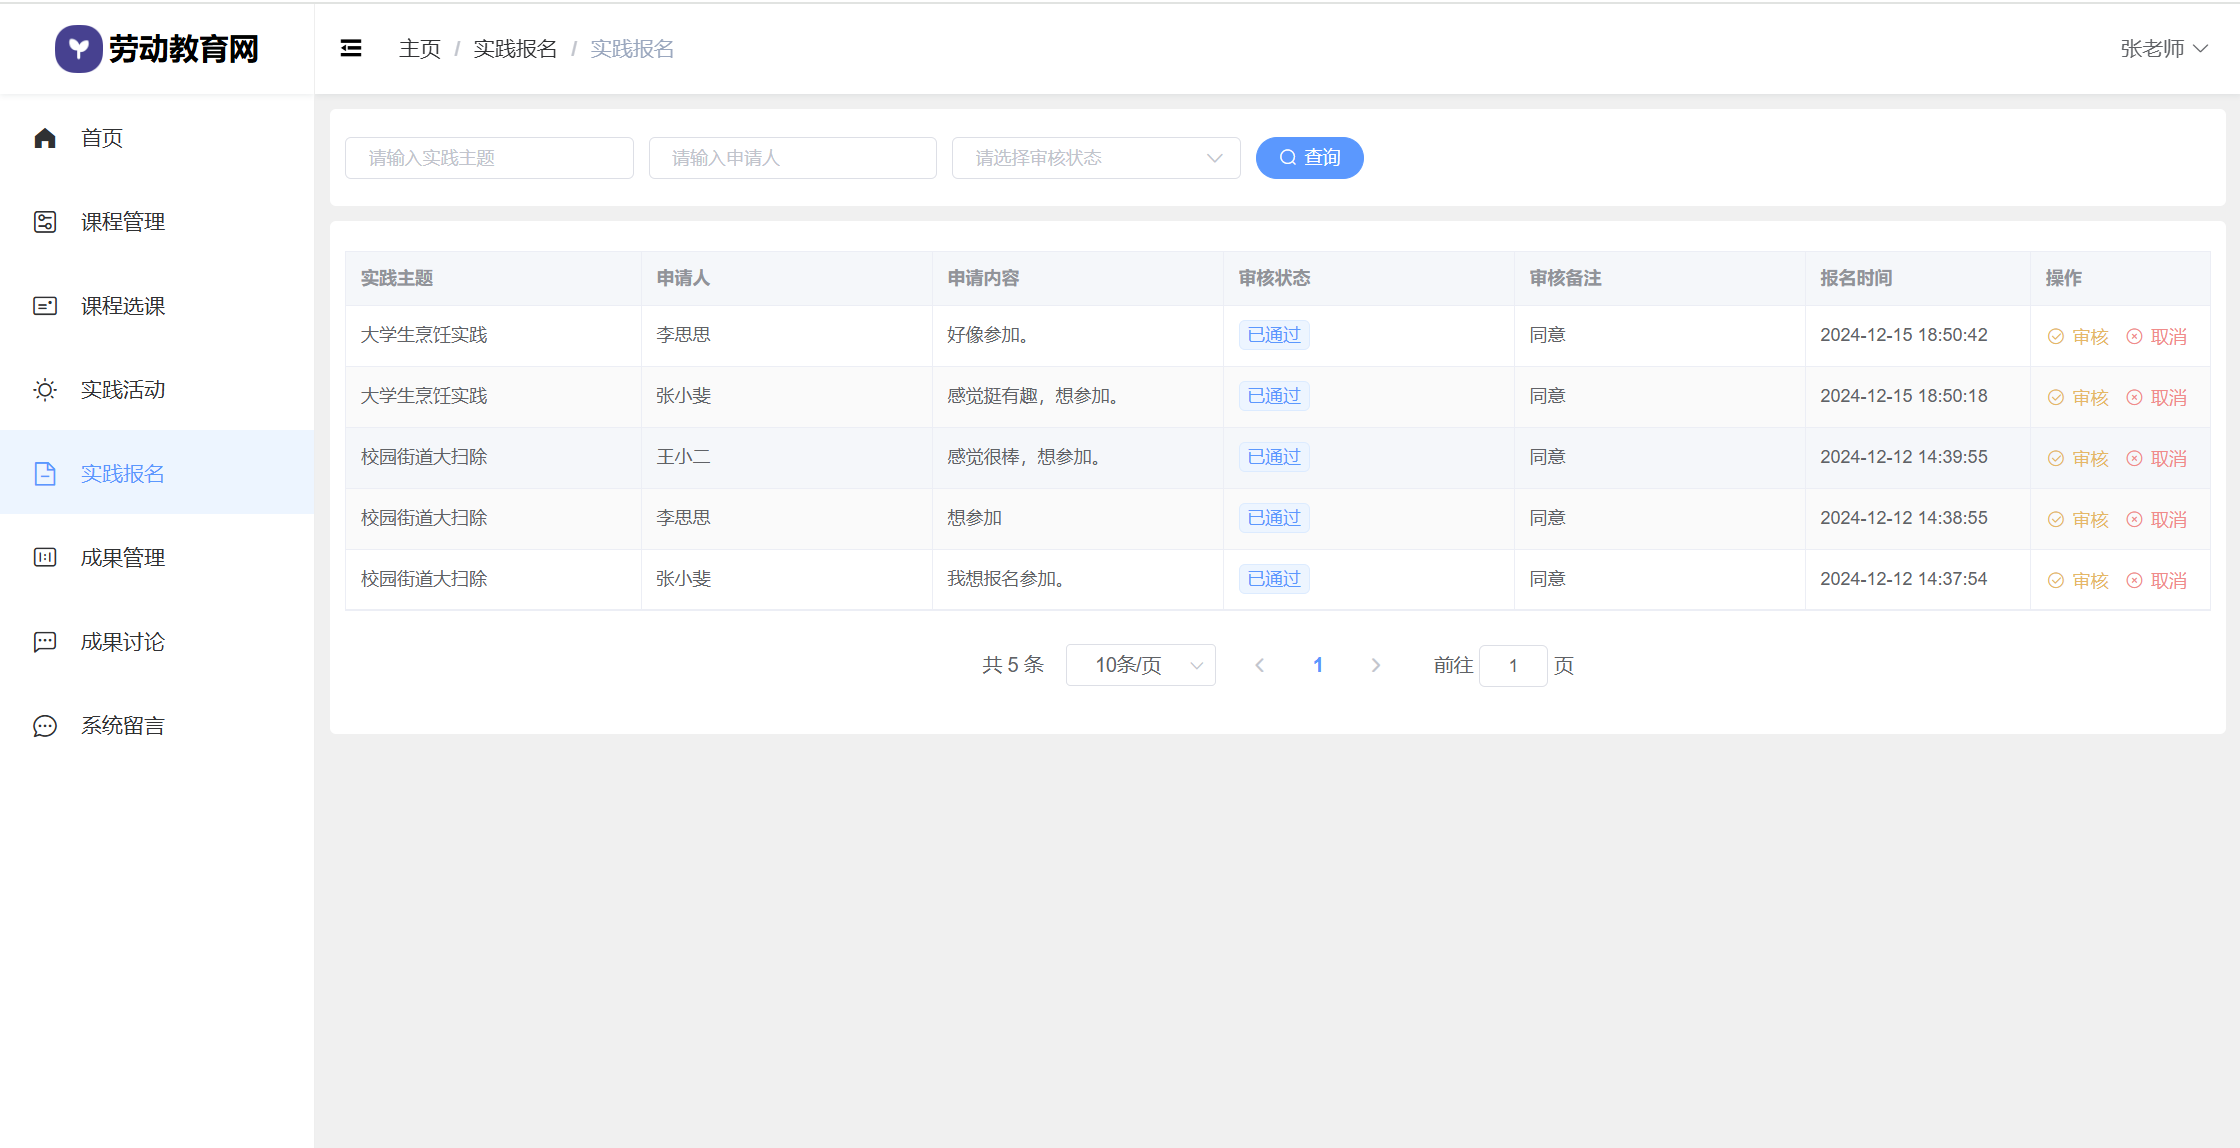 劳动教育网
主页 / 实践报名 / 实践报名
张老师
首页
课程管理
课程选课
实践活动
实践报名
成果管理
成果讨论
系统留言
请输入实践主题 请输入申请人 请选择审核状态 查询
实践主题 申请人 申请内容 审核状态 审核备注 报名时间 操作
大学生烹饪实践 李思思 好像参加。 已通过 同意 2024-12-15 18:50:42 审核 取消
大学生烹饪实践 张小斐 感觉挺有趣，想参加。 已通过 同意 2024-12-15 18:50:18 审核 取消
校园街道大扫除 王小二 感觉很棒，想参加。 已通过 同意 2024-12-12 14:39:55 审核 取消
校园街道大扫除 李思思 想参加 已通过 同意 2024-12-12 14:38:55 审核 取消
校园街道大扫除 张小斐 我想报名参加。 已通过 同意 2024-12-12 14:37:54 审核 取消
共 5 条 10条/页 1 前往 1 页